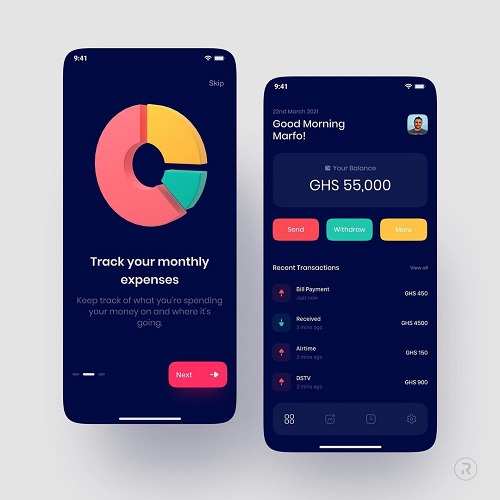 9:41
Skip
Track your monthly
expenses
Keep track of what you're spending
your money on and where it's
going.
Next
9:41
22nd March 2021
Good Morning
Marfo!
Your Balance
GHS 55,000
Send
Withdraw
More
Recent Transactions
View all
Bill Payment
GHS 450
Just now
Received
GHS 4500
3 mins ago
Airtime
GHS 150
3 mins ago
DSTV
GHS 900
3 mins ago
R